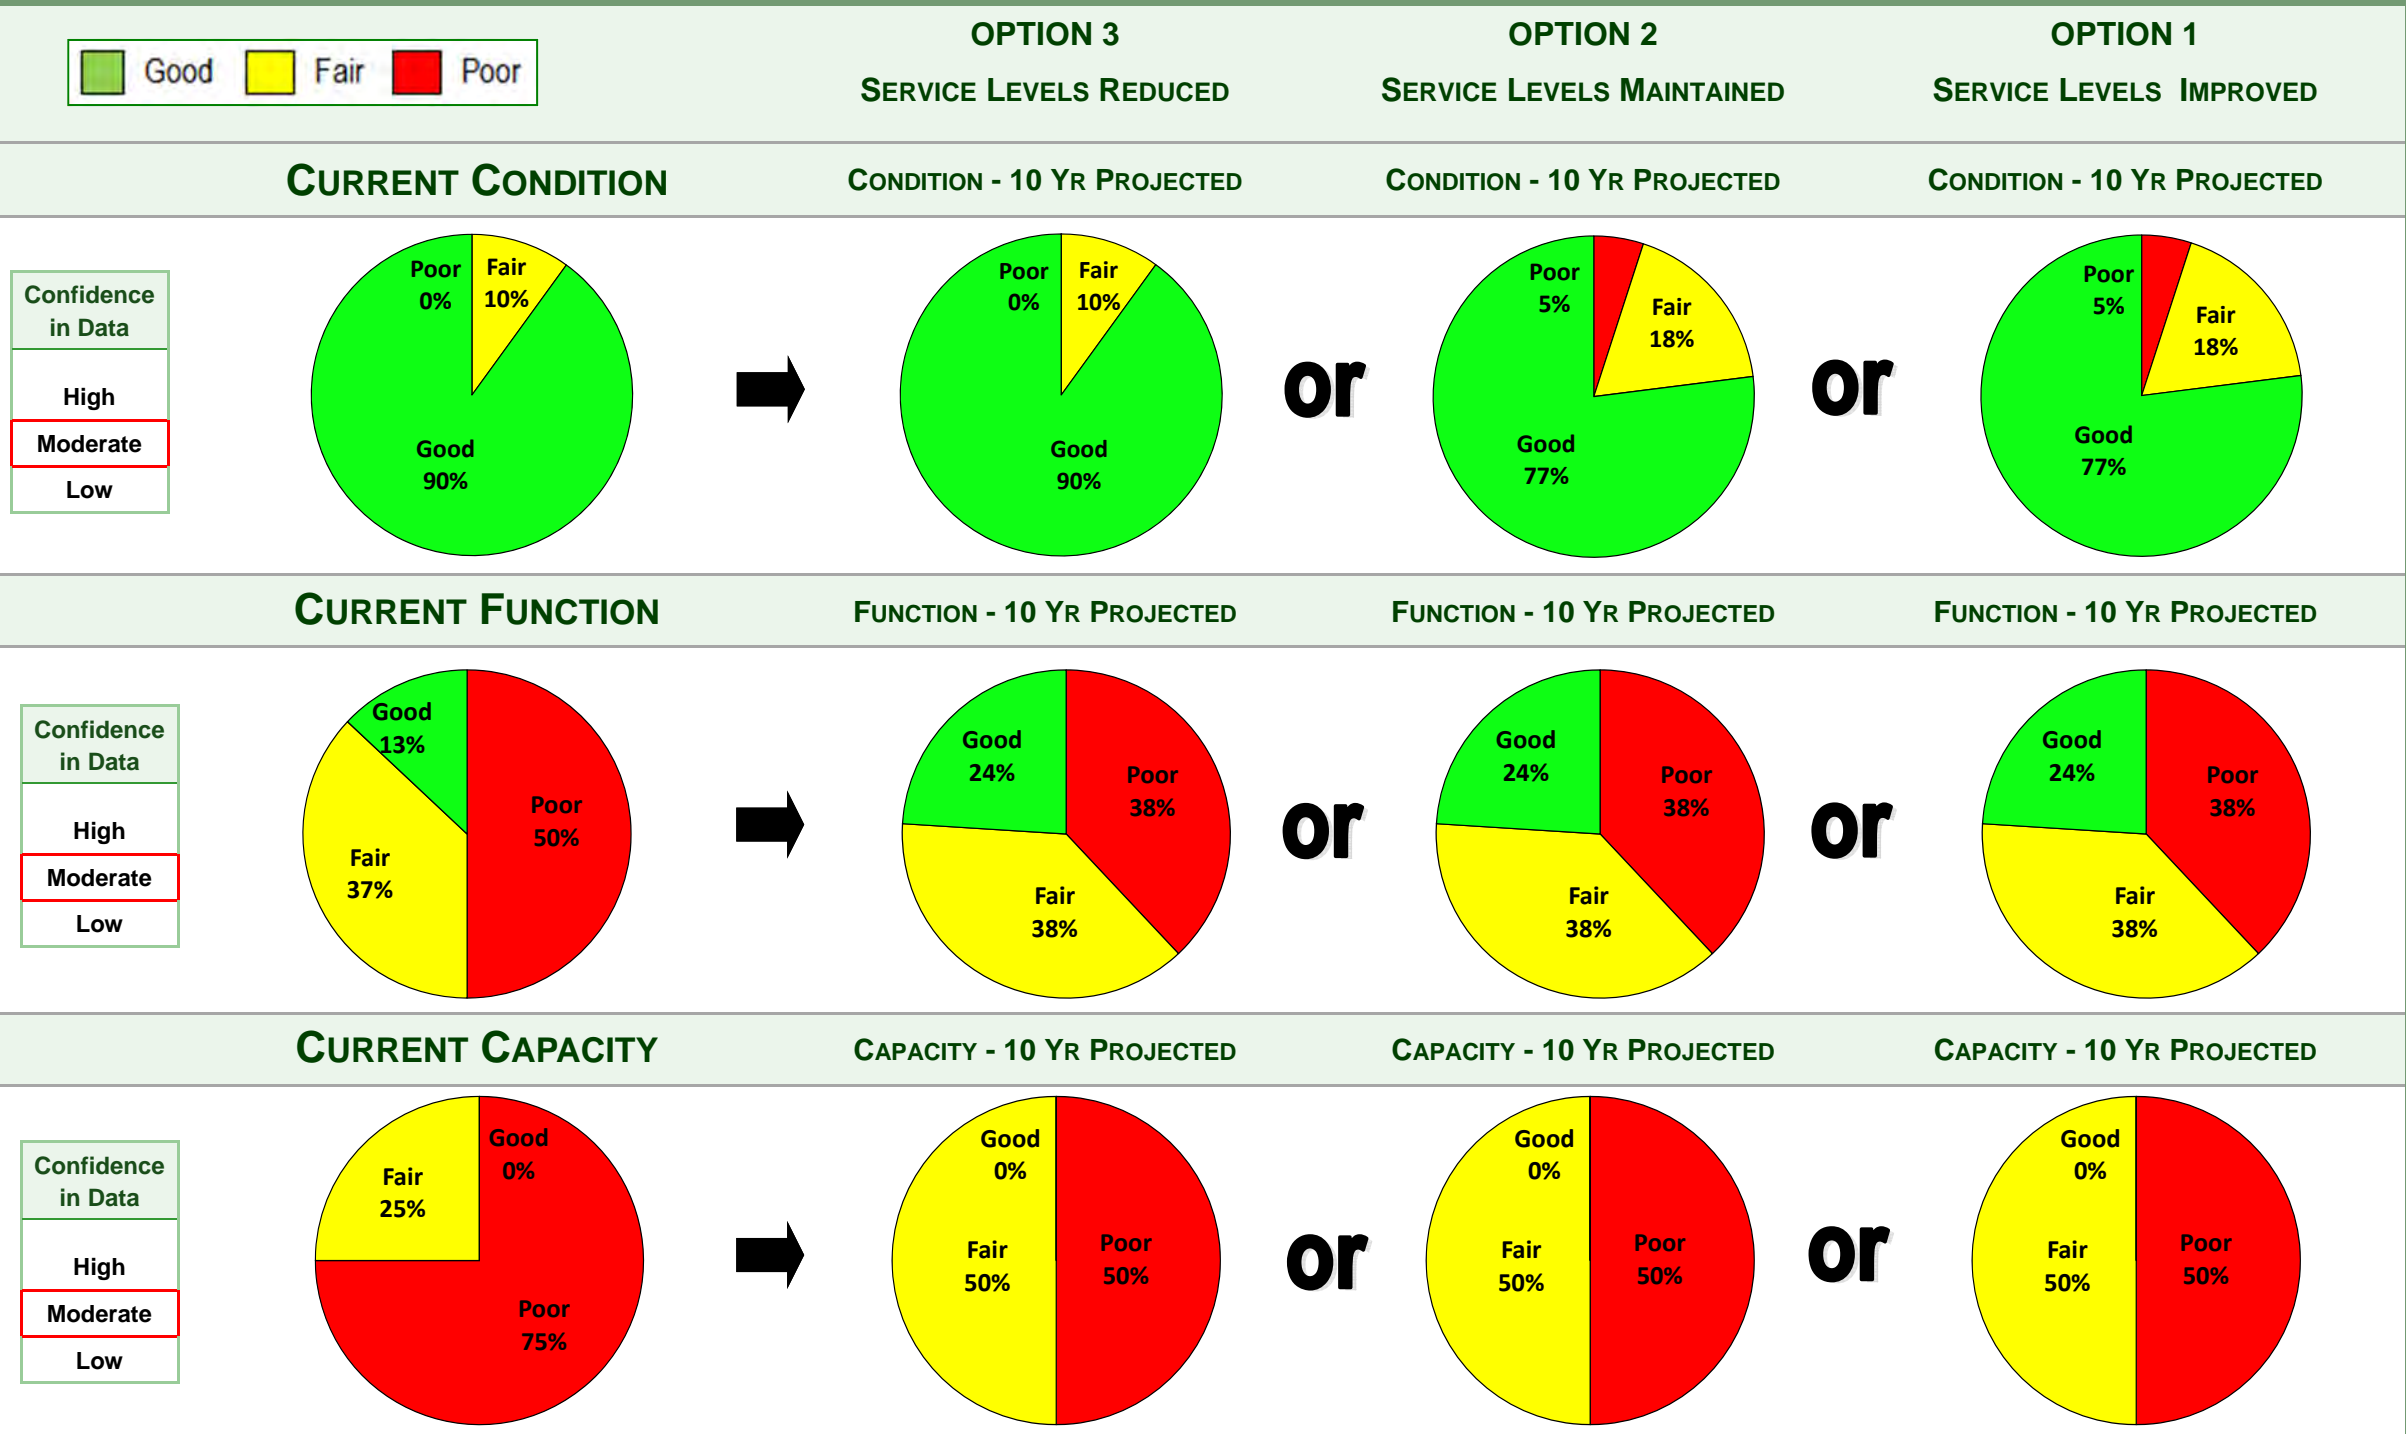 Good Fair Poor
OPTION 3
SERVICE LEVELS REDUCED
OPTION 2
SERVICE LEVELS MAINTAINED
OPTION 1
SERVICE LEVELS IMPROVED
CURRENT CONDITION
CONDITION - 10 YR PROJECTED
CONDITION - 10 YR PROJECTED
CONDITION - 10 YR PROJECTED
Confidence
in Data
High
Moderate
Low
Poor
0%
Fair
10%
Good
90%
Poor
0%
Fair
10%
Good
90%
or
Poor
5%
Fair
18%
Good
77%
or
Poor
5%
Fair
18%
Good
77%
CURRENT FUNCTION
FUNCTION - 10 YR PROJECTED
FUNCTION - 10 YR PROJECTED
FUNCTION - 10 YR PROJECTED
Confidence
in Data
High
Moderate
Low
Good
13%
Poor
50%
Fair
37%
Good
24%
Poor
38%
Fair
38%
or
Good
24%
Poor
38%
Fair
38%
or
Good
24%
Poor
38%
Fair
38%
CURRENT CAPACITY
CAPACITY - 10 YR PROJECTED
CAPACITY - 10 YR PROJECTED
CAPACITY - 10 YR PROJECTED
Confidence
in Data
High
Moderate
Low
Good
0%
Fair
25%
Poor
75%
Good
0%
Fair
50%
Poor
50%
or
Good
0%
Fair
50%
Poor
50%
or
Good
0%
Fair
50%
Poor
50%